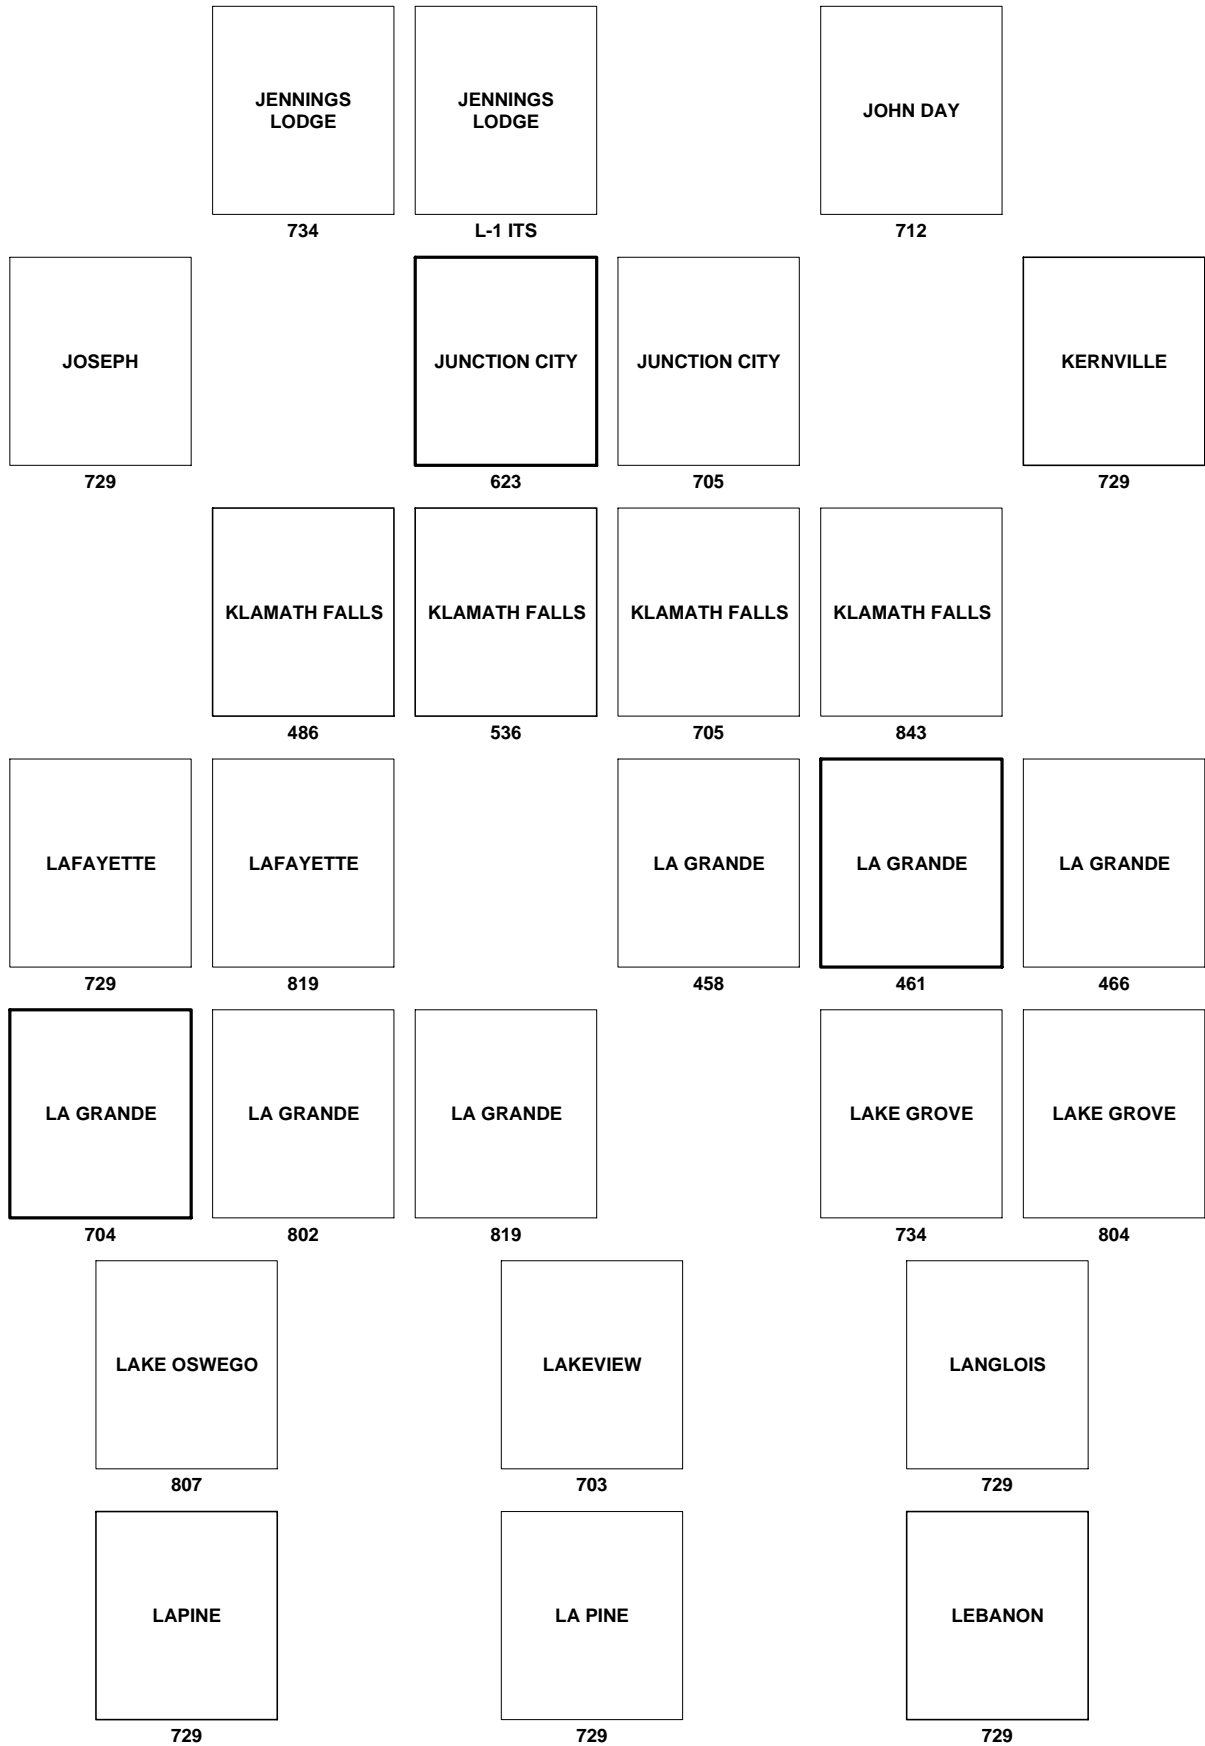 JENNINGS
LODGE
JENNINGS
LODGE
JOHN DAY
734
L-1 ITS
712
JOSEPH
JUNCTION CITY
JUNCTION CITY
KERNVILLE
729
623
705
729
KLAMATH FALLS
KLAMATH FALLS
KLAMATH FALLS
KLAMATH FALLS
486
536
705
843
LAFAYETTE
LAFAYETTE
LA GRANDE
LA GRANDE
LA GRANDE
729
819
458
461
466
LA GRANDE
LA GRANDE
LA GRANDE
LAKE GROVE
LAKE GROVE
704
802
819
734
804
LAKE OSWEGO
LAKEVIEW
LANGLOIS
807
703
729
LAPINE
LA PINE
LEBANON
729
729
729